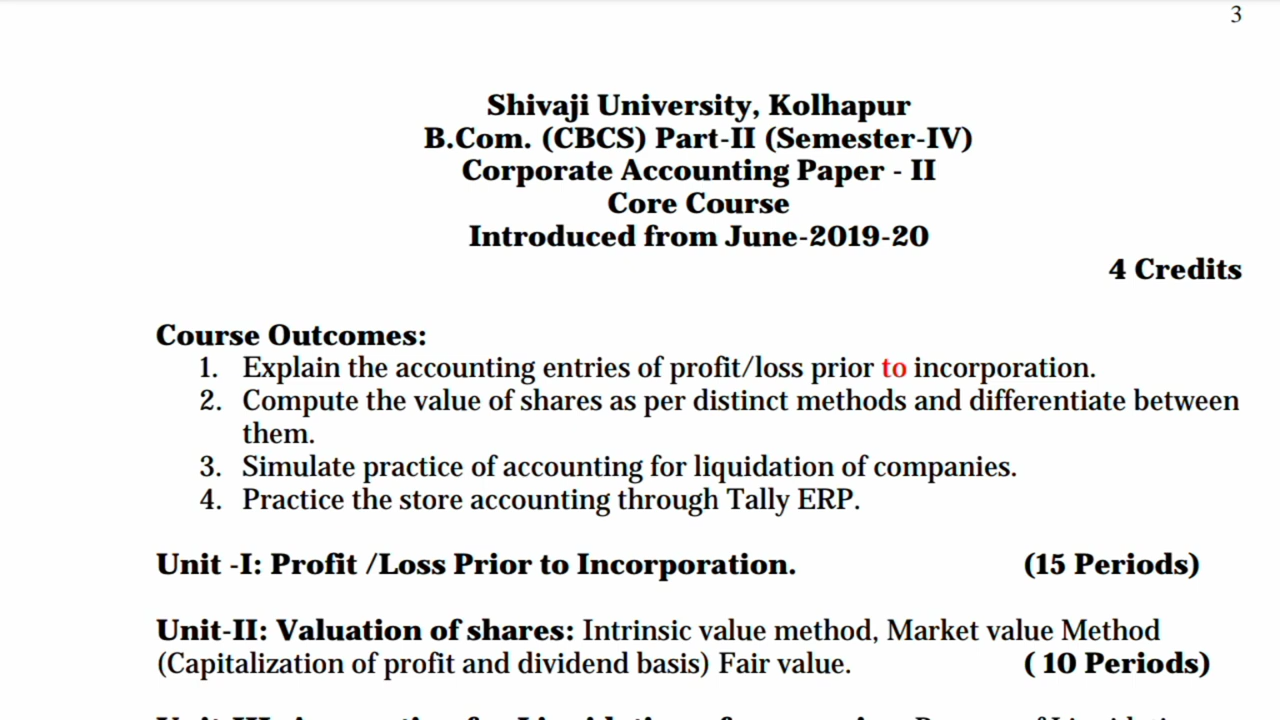 3
Shivaji University, Kolhapur
B.Com. (CBCS) Part-II (Semester-IV)
Corporate Accounting Paper - II
Core Course
Introduced from June-2019-20
4 Credits
Course Outcomes:
1. Explain the accounting entries of profit/loss prior to incorporation.
2. Compute the value of shares as per distinct methods and differentiate between
them.
3. Simulate practice of accounting for liquidation of companies.
4. Practice the store accounting through Tally ERP.
Unit -I: Profit /Loss Prior to Incorporation. (15 Periods)
Unit-II: Valuation of shares: Intrinsic value method, Market value Method
(Capitalization of profit and dividend basis) Fair value. ( 10 Periods)